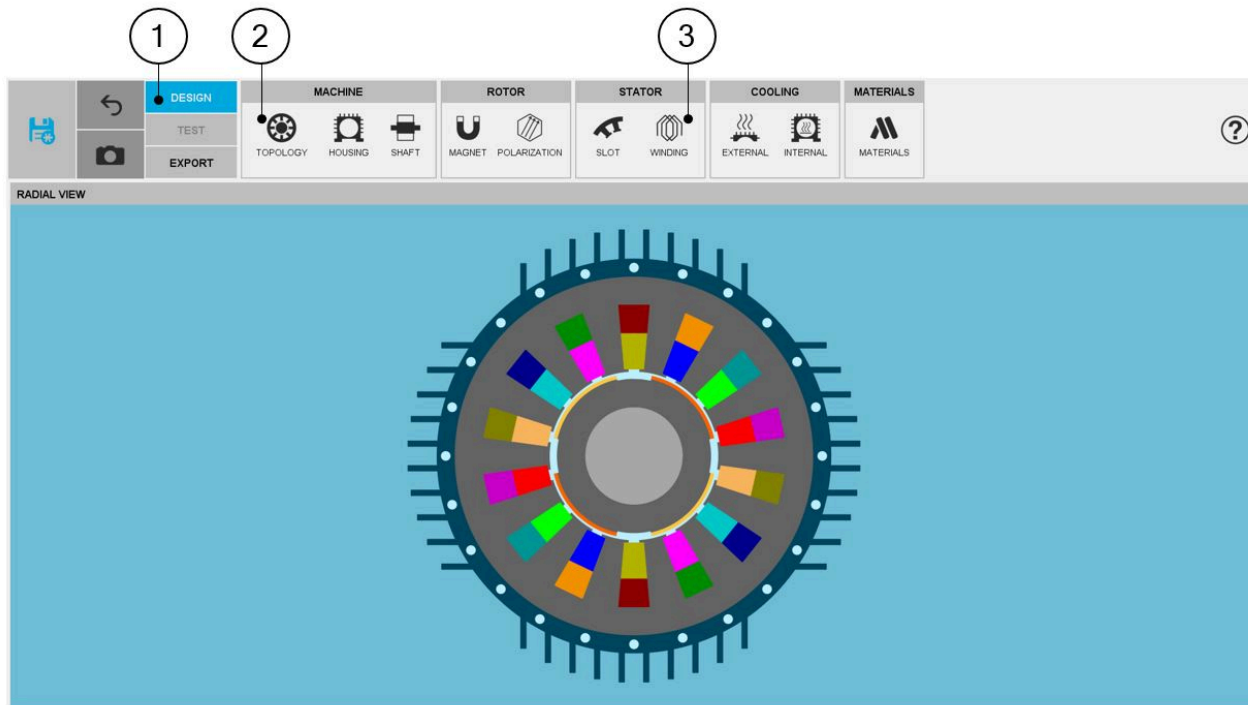 1 2 3
DESIGN MACHINE ROTOR STATOR COOLING MATERIALS
TEST
EXPORT
TOPOLOGY HOUSING SHAFT MAGNET POLARIZATION SLOT WINDING EXTERNAL INTERNAL MATERIALS
?
RADIAL VIEW